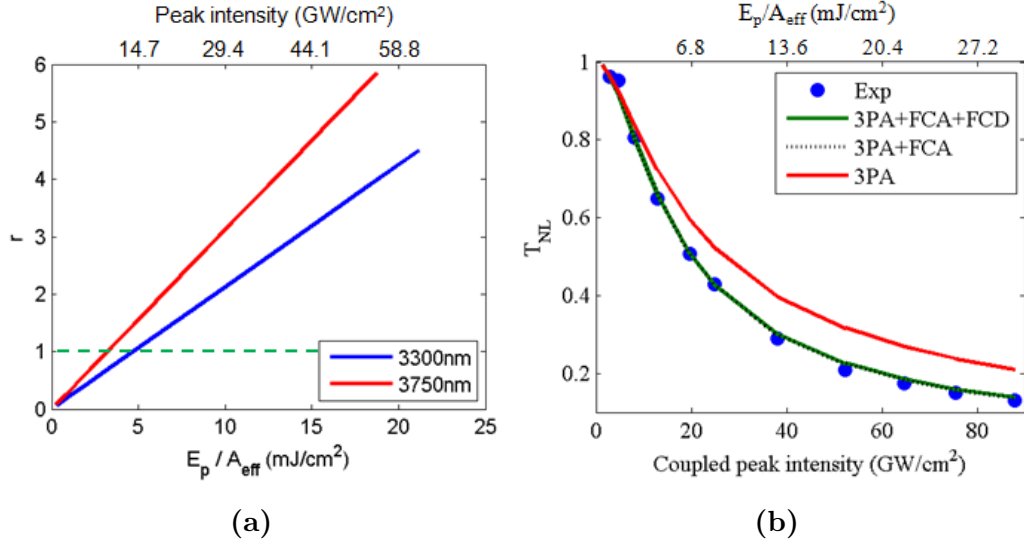 Peak intensity (GW/cm²)
14.7 29.4 44.1 58.8
6
5
4
3
2
1
0
r
0 5 10 15 20 25
E_p / A_eff (mJ/cm²)
3300nm
3750nm
(a)
E_p/A_eff (mJ/cm²)
6.8 13.6 20.4 27.2
1
0.8
0.6
0.4
0.2
T_NL
Exp
3PA+FCA+FCD
3PA+FCA
3PA
0 20 40 60 80
Coupled peak intensity (GW/cm²)
(b)